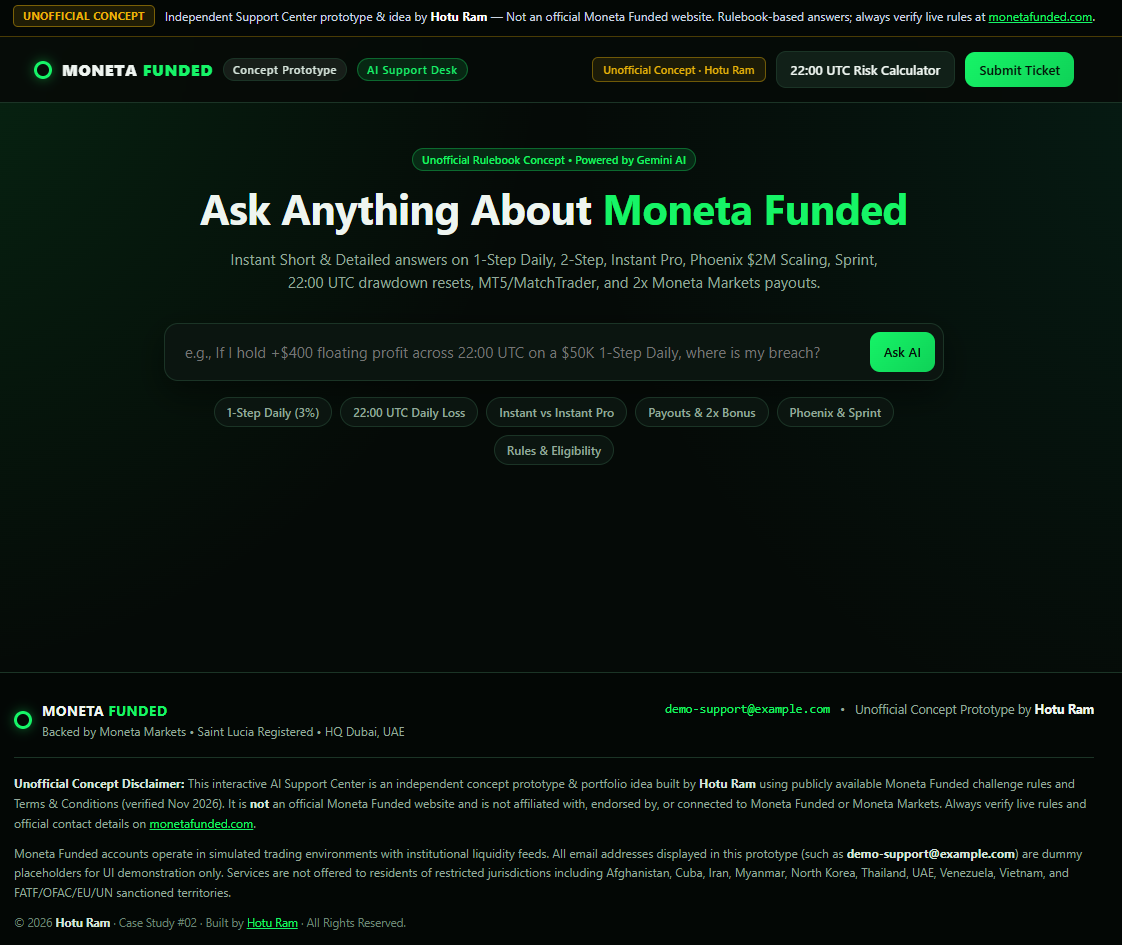 UNOFFICIAL CONCEPT Independent Support Center prototype & idea by Hotu Ram — Not an official Moneta Funded website. Rulebook-based answers; always verify live rules at monetafunded.com.
MONETA FUNDED Concept Prototype AI Support Desk Unofficial Concept · Hotu Ram 22:00 UTC Risk Calculator Submit Ticket
Unofficial Rulebook Concept • Powered by Gemini AI
Ask Anything About Moneta Funded
Instant Short & Detailed answers on 1-Step Daily, 2-Step, Instant Pro, Phoenix $2M Scaling, Sprint,
22:00 UTC drawdown resets, MT5/MatchTrader, and 2x Moneta Markets payouts.
e.g., If I hold +$400 floating profit across 22:00 UTC on a $50K 1-Step Daily, where is my breach? Ask AI
1-Step Daily (3%) 22:00 UTC Daily Loss Instant vs Instant Pro Payouts & 2x Bonus Phoenix & Sprint
Rules & Eligibility
MONETA FUNDED
Backed by Moneta Markets • Saint Lucia Registered • HQ Dubai, UAE
demo-support@example.com • Unofficial Concept Prototype by Hotu Ram
Unofficial Concept Disclaimer: This interactive AI Support Center is an independent concept prototype & portfolio idea built by Hotu Ram using publicly available Moneta Funded challenge rules and
Terms & Conditions (verified Nov 2026). It is not an official Moneta Funded website and is not affiliated with, endorsed by, or connected to Moneta Funded or Moneta Markets. Always verify live rules and
official contact details on monetafunded.com.
Moneta Funded accounts operate in simulated trading environments with institutional liquidity feeds. All email addresses displayed in this prototype (such as demo-support@example.com) are dummy
placeholders for UI demonstration only. Services are not offered to residents of restricted jurisdictions including Afghanistan, Cuba, Iran, Myanmar, North Korea, Thailand, UAE, Venezuela, Vietnam, and
FATF/OFAC/EU/UN sanctioned territories.
© 2026 Hotu Ram · Case Study #02 · Built by Hotu Ram · All Rights Reserved.